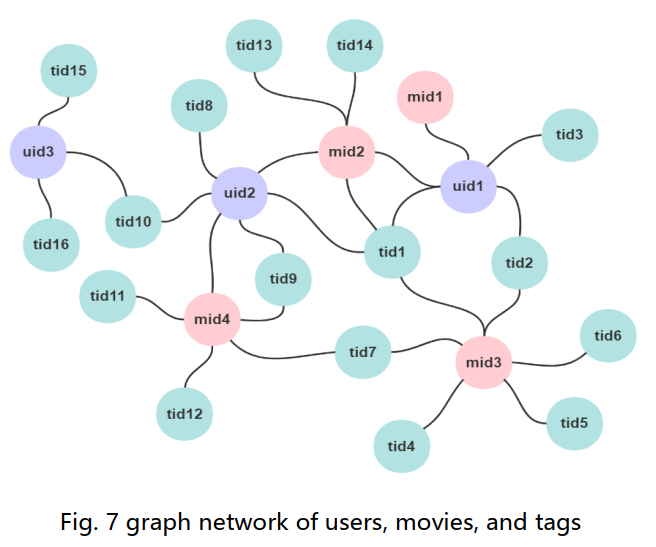 tid13
tid14
tid15
mid1
tid8
tid3
uid3
mid2
uid1
uid2
tid10
tid16
tid1
tid2
tid9
tid11
mid4
tid6
tid7
mid3
tid12
tid5
tid4
Fig. 7 graph network of users, movies, and tags